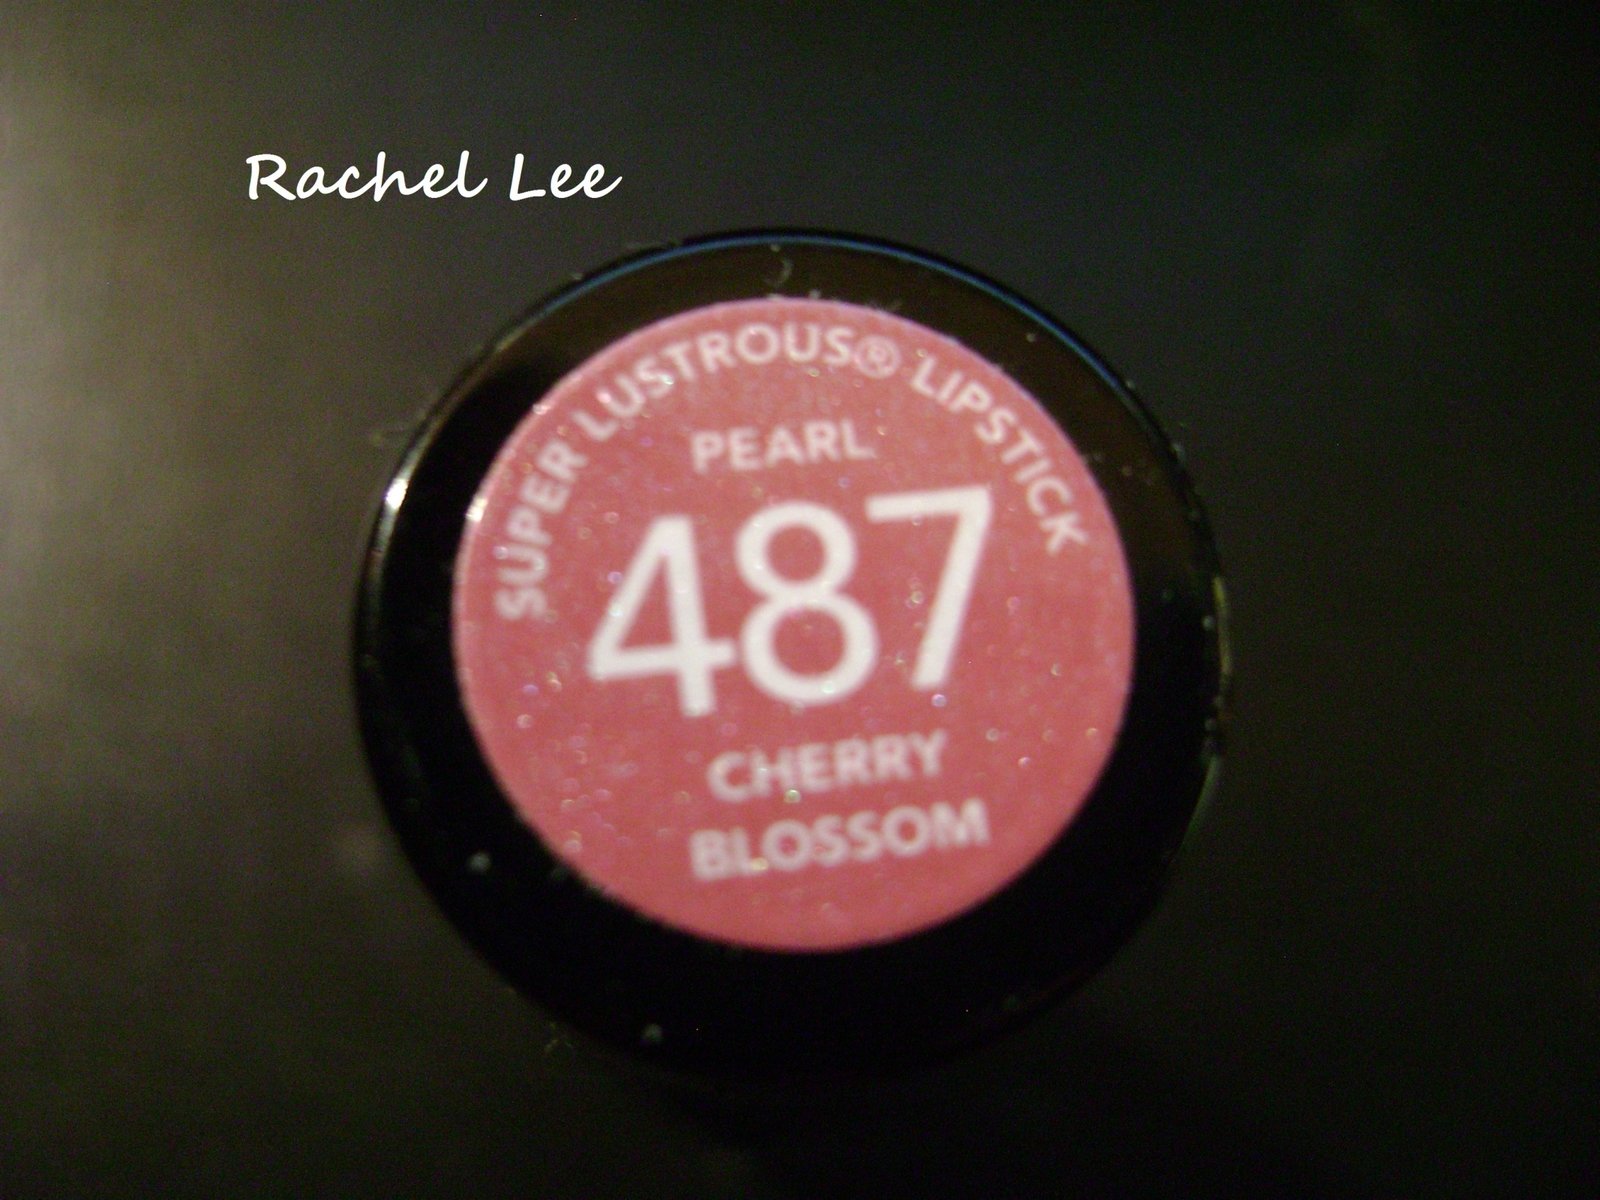 Rachel Lee
SUPER LUSTROUS® LIPSTICK
PEARL
487
CHERRY
BLOSSOM